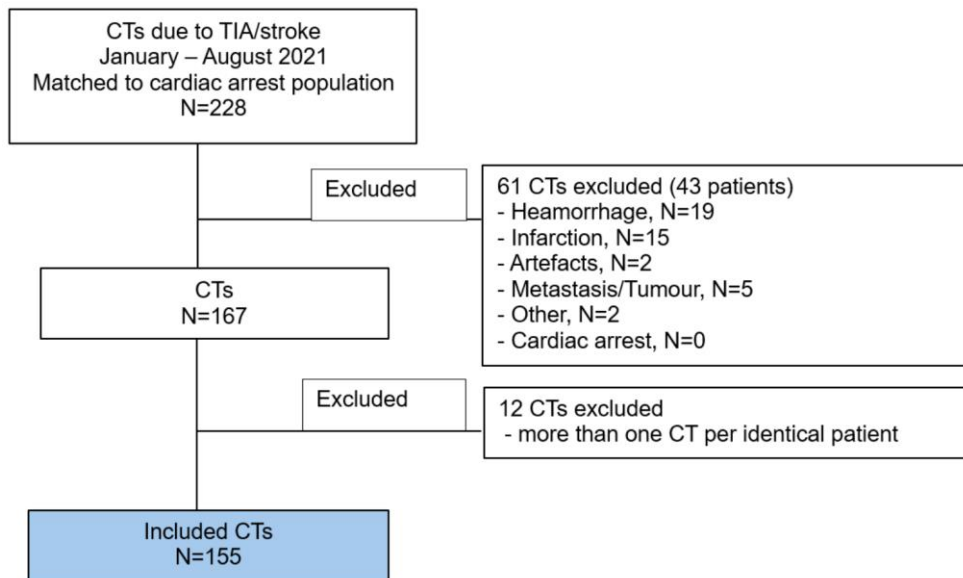 CTs due to TIA/stroke
January – August 2021
Matched to cardiac arrest population
N=228
Excluded
61 CTs excluded (43 patients)
- Heamorrhage, N=19
- Infarction, N=15
- Artefacts, N=2
- Metastasis/Tumour, N=5
- Other, N=2
- Cardiac arrest, N=0
CTs
N=167
Excluded
12 CTs excluded
- more than one CT per identical patient
Included CTs
N=155